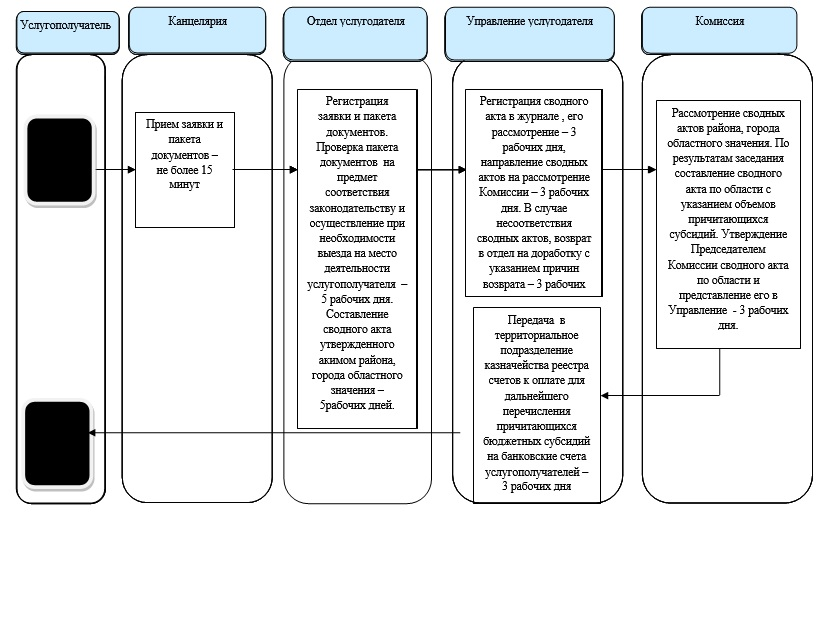 Услугополучатель
Канцелярия
Отдел услугодателя
Управление услугодателя
Комиссия
Прием заявки и
пакета
документов –
не более 15
минут
Регистрация
заявки и пакета
документов.
Проверка пакета
документов на
предмет
соответствия
законодательству и
осуществление при
необходимости
выезда на место
деятельности
услугополучателя –
5 рабочих дня.
Составление
сводного акта
утвержденного
акимом района,
города областного
значения –
5рабочих дней.
Регистрация сводного
акта в журнале , его
рассмотрение – 3
рабочих дня,
направление сводных
актов на рассмотрение
Комиссии – 3 рабочих
дня. В случае
несоответствия
сводных актов, возврат
в отдел на доработку с
указанием причин
возврата – 3 рабочих
Передача в
территориальное
подразделение
казначейства реестра
счетов к оплате для
дальнейшего
перечисления
причитающихся
бюджетных субсидий
на банковские счета
услугополучателей –
3 рабочих дня
Рассмотрение сводных
актов района, города
областного значения. По
результатам заседания
составление сводного
акта по области с
указанием объемов
причитающихся
субсидий. Утверждение
Председателем
Комиссии сводного акта
по области и
представление его в
Управление - 3 рабочих
дня.